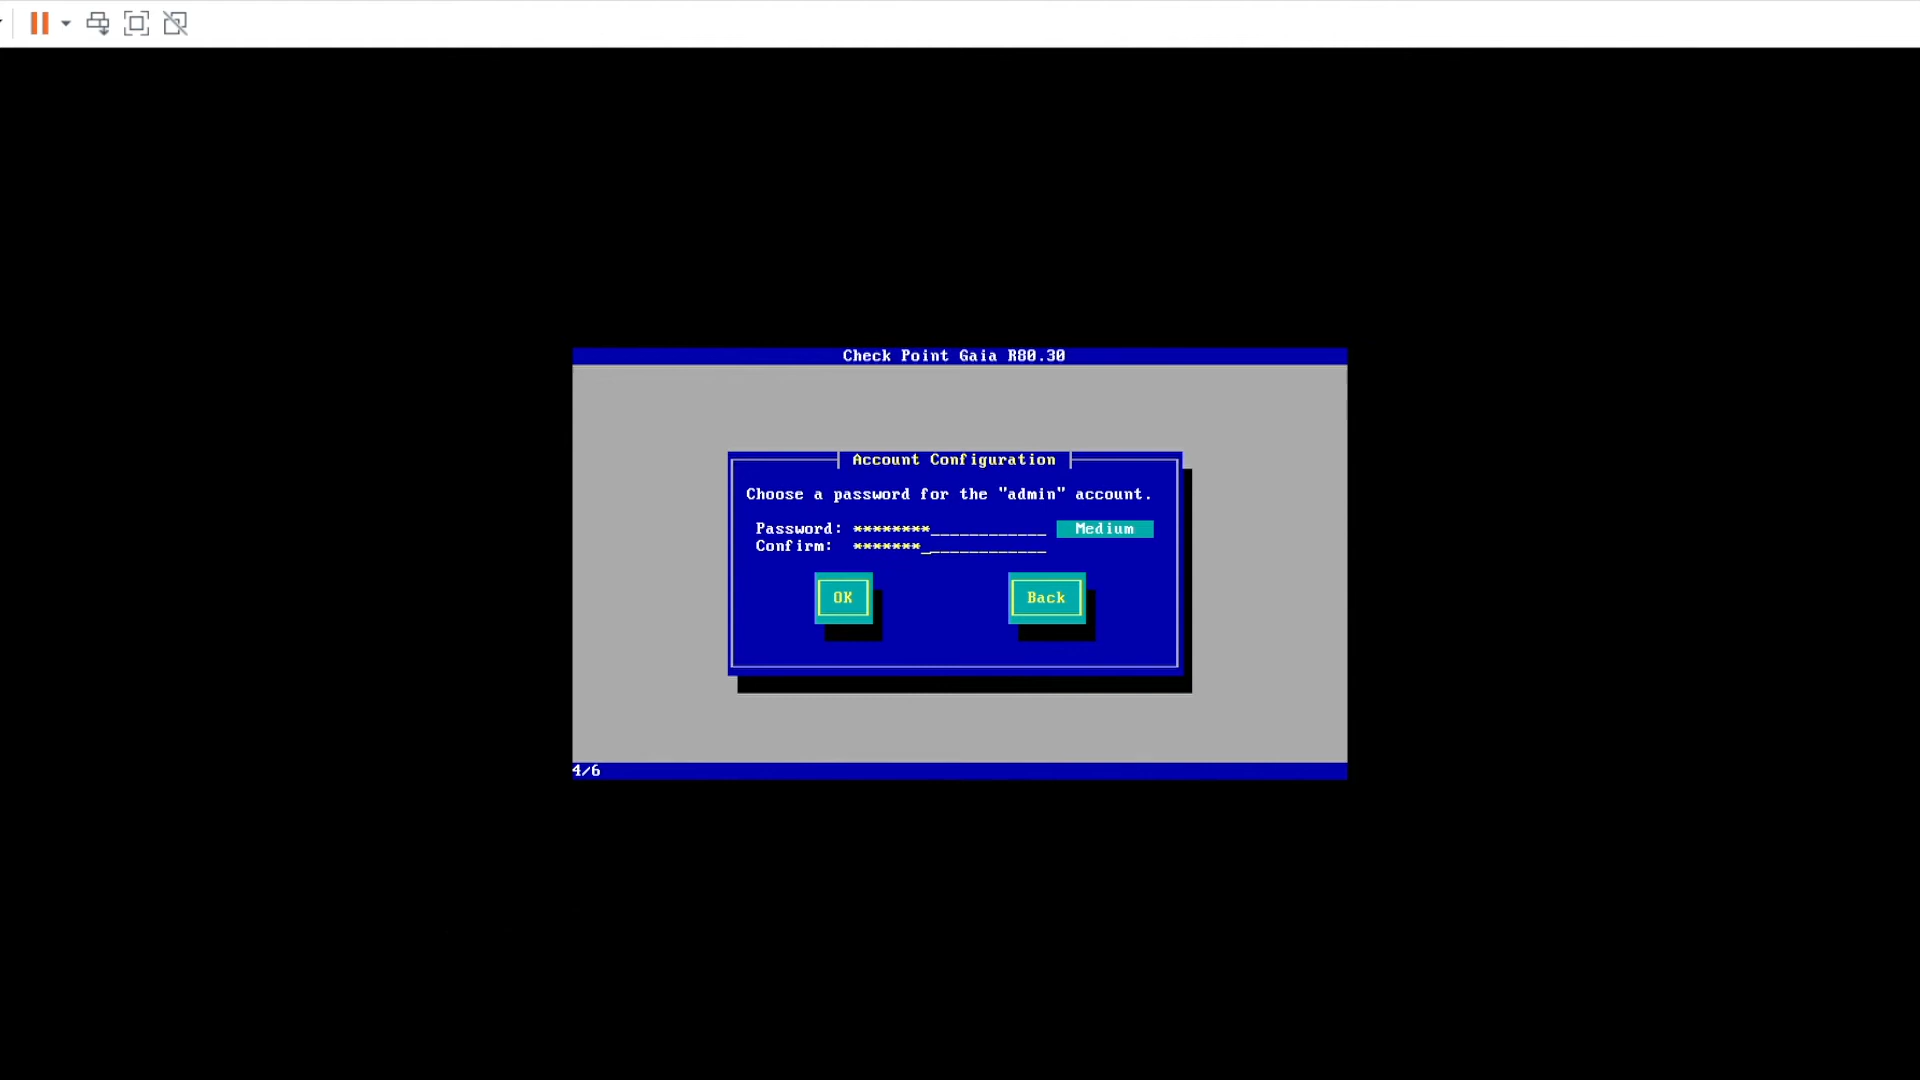 Check Point Gaia R80.30
Account Configuration
Choose a password for the "admin" account.
Password: ********____________ Medium
Confirm: *******_____________
OK Back
4/6